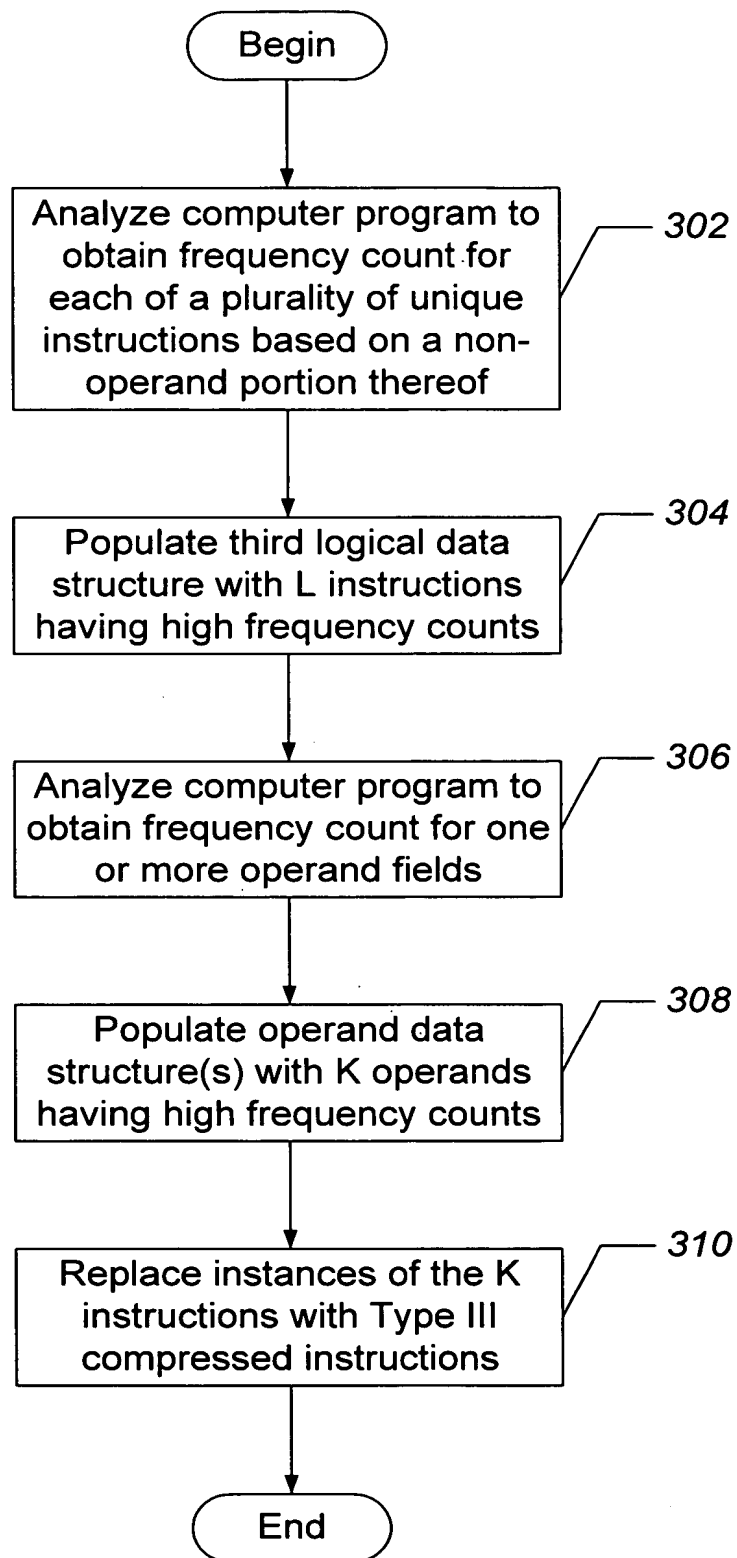 Begin
Analyze computer program to
obtain frequency count for
each of a plurality of unique
instructions based on a non-
operand portion thereof
302
Populate third logical data
structure with L instructions
having high frequency counts
304
Analyze computer program to
obtain frequency count for one
or more operand fields
306
Populate operand data
structure(s) with K operands
having high frequency counts
308
Replace instances of the K
instructions with Type III
compressed instructions
310
End